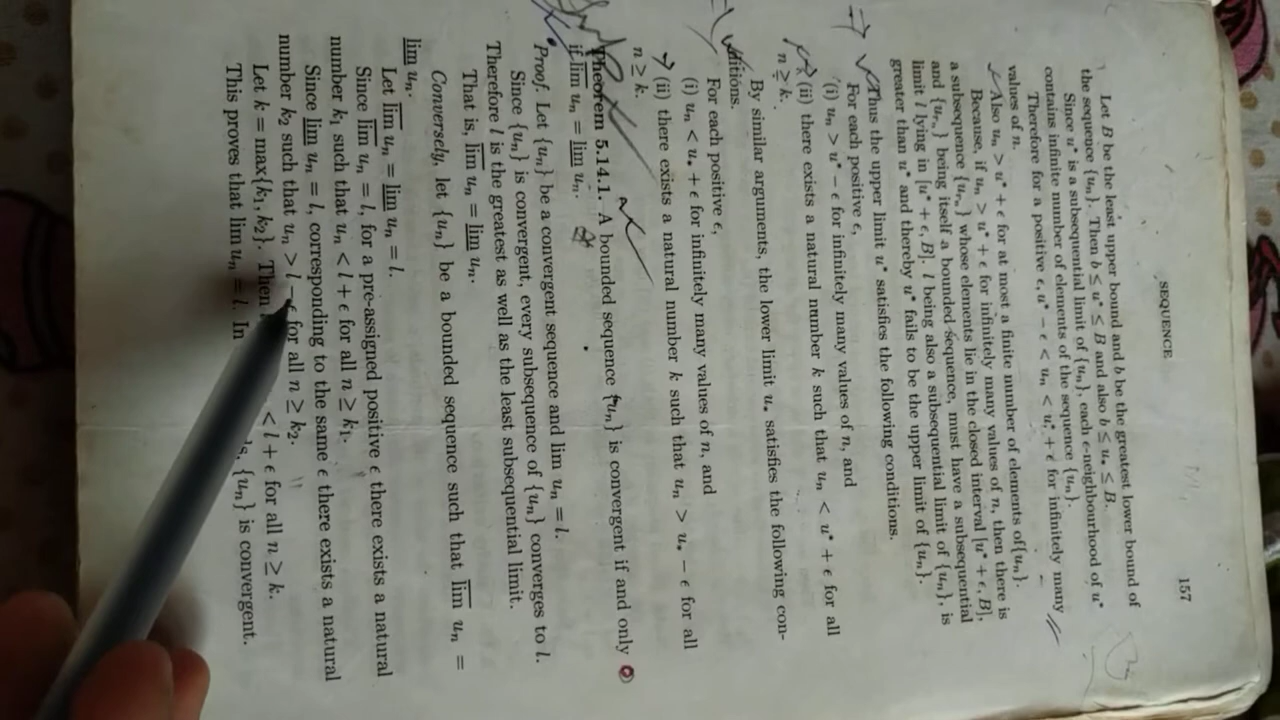 SEQUENCE 157
Let B be the least upper bound and b be the greatest lower bound of
the sequence {uₙ}. Then b ≤ u* ≤ B and also b ≤ u⁎ ≤ B.
Since u* is a subsequential limit of {uₙ}, each ϵ-neighbourhood of u*
contains infinite number of elements of the sequence {uₙ}.
Therefore for a positive ϵ, u* − ϵ < uₙ < u* + ϵ for infinitely many
values of n.
Also uₙ > u* + ϵ for at most a finite number of elements of{uₙ}.
Because, if uₙ > u* + ϵ for infinitely many values of n, then there is
a subsequence {u_{rₙ}} whose elements lie in the closed interval [u* + ϵ, B],
and {u_{rₙ}} being itself a bounded sequence, must have a subsequential
limit l lying in [u* + ϵ, B]. l being also a subsequential limit of {uₙ}, is
greater than u* and thereby u* fails to be the upper limit of {uₙ}.
Thus the upper limit u* satisfies the following conditions.
For each positive ϵ,
(i) uₙ > u* − ϵ for infinitely many values of n, and
(ii) there exists a natural number k such that uₙ < u* + ϵ for all
n ≥ k.
By similar arguments, the lower limit u⁎ satisfies the following con-
ditions.
For each positive ϵ,
(i) uₙ < u⁎ + ϵ for infinitely many values of n, and
(ii) there exists a natural number k such that uₙ > u⁎ − ϵ for all
n ≥ k.
Theorem 5.14.1. A bounded sequence {uₙ} is convergent if and only
if l̅i̅m̅ uₙ = l̲i̲m̲ uₙ.
Proof. Let {uₙ} be a convergent sequence and lim uₙ = l.
Since {uₙ} is convergent, every subsequence of {uₙ} converges to l.
Therefore l is the greatest as well as the least subsequential limit.
That is, l̅i̅m̅ uₙ = l̲i̲m̲ uₙ.
Conversely, let {uₙ} be a bounded sequence such that l̅i̅m̅ uₙ =
l̲i̲m̲ uₙ.
Let l̅i̅m̅ uₙ = l̲i̲m̲ uₙ = l.
Since l̅i̅m̅ uₙ = l, for a pre-assigned positive ϵ there exists a natural
number k₁ such that uₙ < l + ϵ for all n ≥ k₁.
Since l̲i̲m̲ uₙ = l, corresponding to the same ϵ there exists a natural
number k₂ such that uₙ > l − ϵ for all n ≥ k₂.
Let k = max{k₁, k₂}. Then < l + ϵ for all n ≥ k.
This proves that lim uₙ = l. In {uₙ} is convergent.